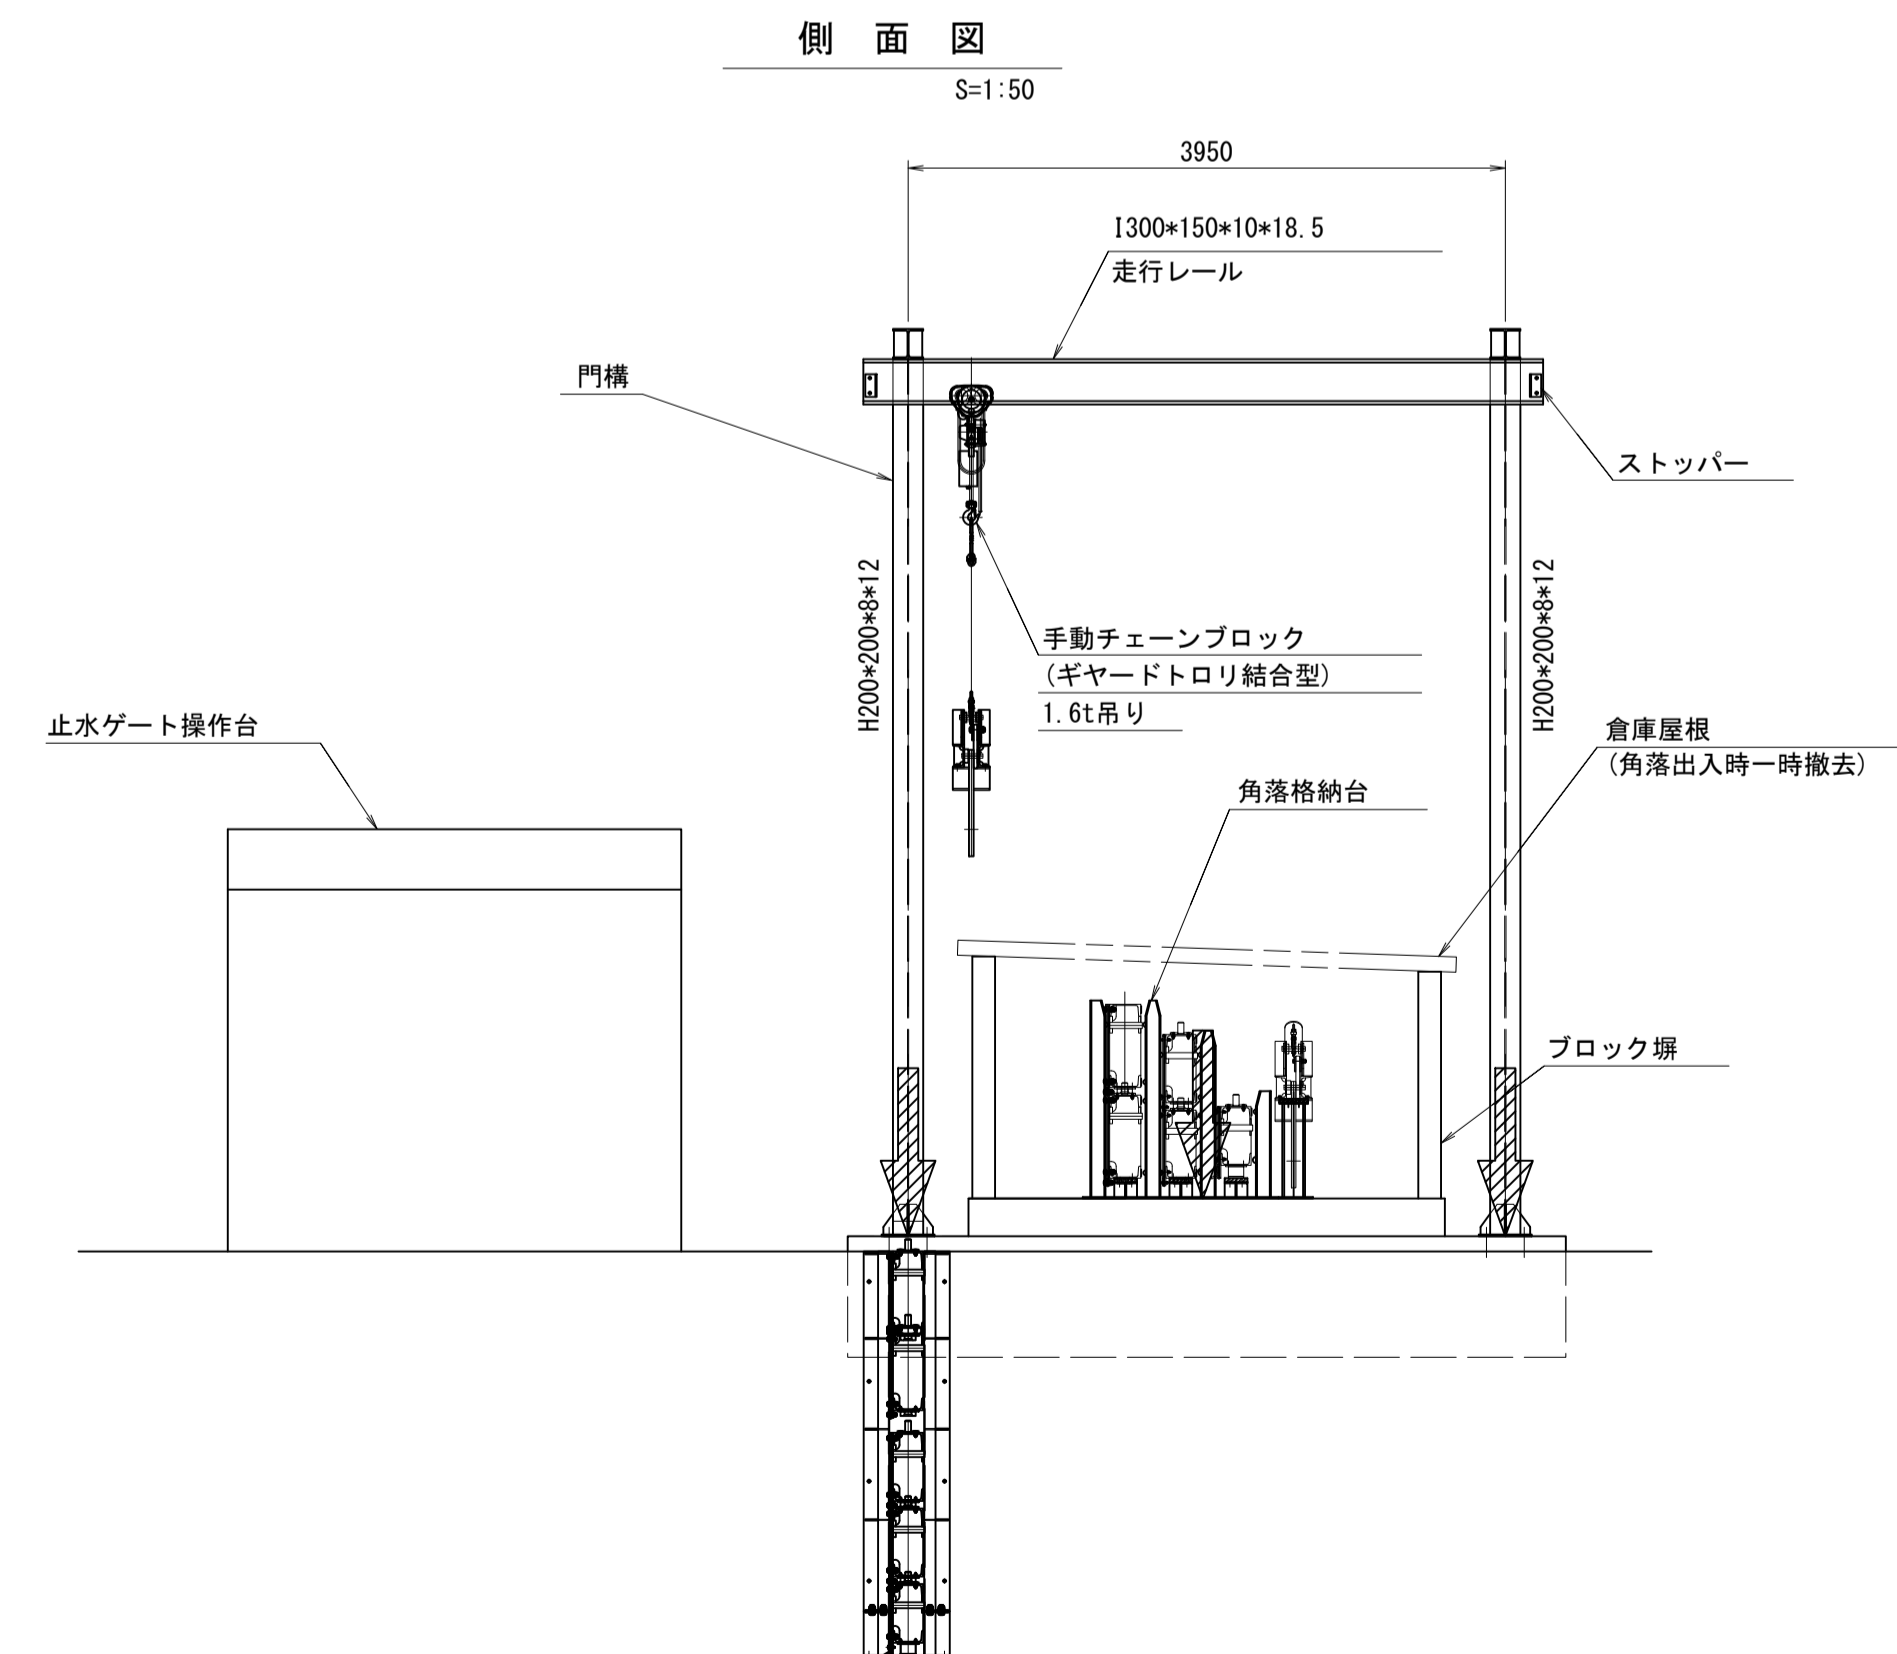 側 面 図
S=1:50
3950
I300*150*10*18.5
走行レール
門構
ストッパー
H200*200*8*12
H200*200*8*12
手動チェーンブロック
(ギヤードトロリ結合型)
1.6t吊り
止水ゲート操作台
倉庫屋根
(角落出入時一時撤去)
角落格納台
ブロック塀